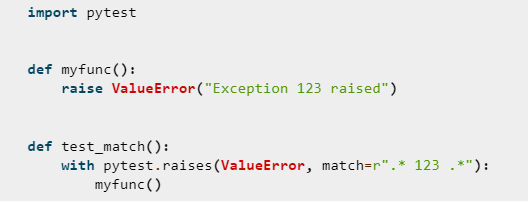 import pytest
def myfunc():
    raise ValueError("Exception 123 raised")
def test_match():
    with pytest.raises(ValueError, match=r".* 123 .*"):
        myfunc()